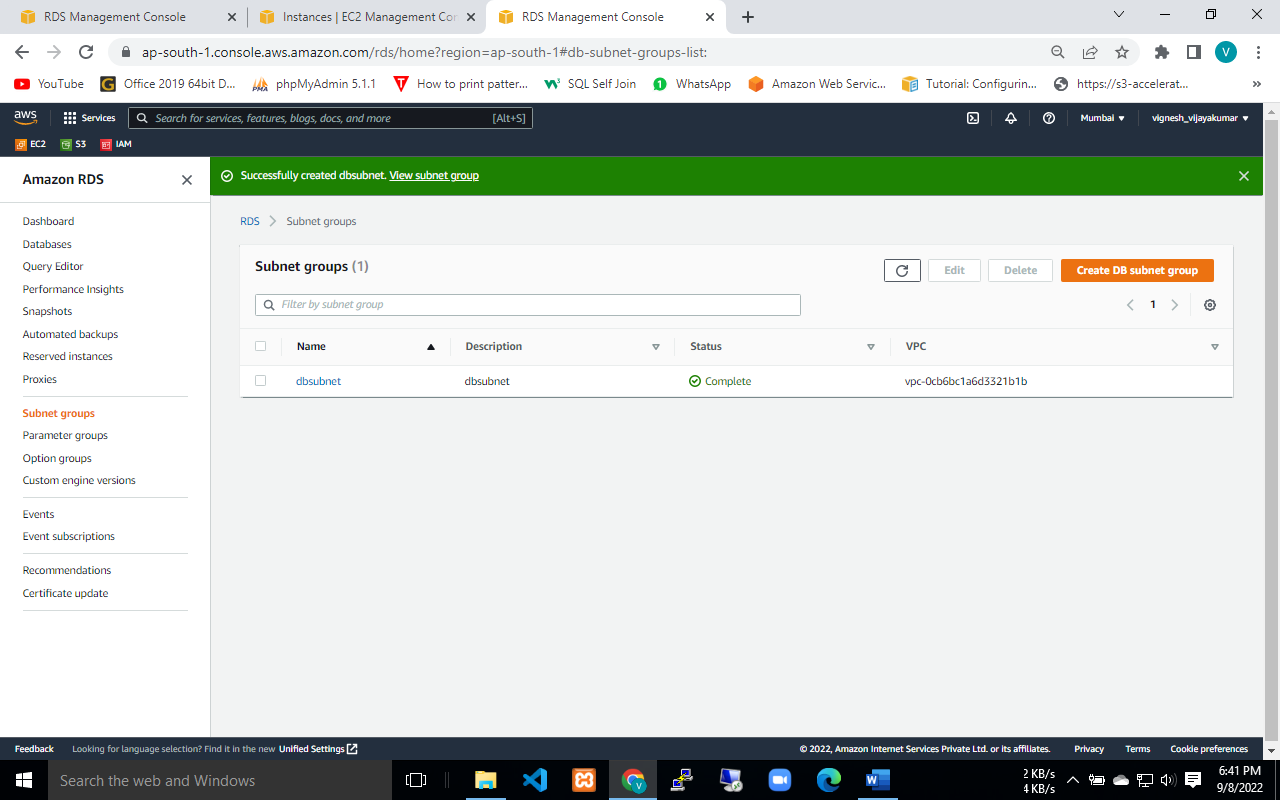 RDS Management Console
Instances | EC2 Management Con
RDS Management Console
ap-south-1.console.aws.amazon.com/rds/home?region=ap-south-1#db-subnet-groups-list:
V
YouTube
Office 2019 64bit D...
phpMyAdmin 5.1.1
How to print patter...
SQL Self Join
WhatsApp
Amazon Web Servic...
Tutorial: Configurin...
https://s3-accelerat...
»
aws
Services
Search for services, features, blogs, docs, and more
[Alt+S]
Mumbai
vignesh_vijayakumar
EC2
S3
IAM
Amazon RDS
Successfully created dbsubnet. View subnet group
Dashboard
Databases
Query Editor
Performance Insights
Snapshots
Automated backups
Reserved instances
Proxies
Subnet groups
Parameter groups
Option groups
Custom engine versions
Events
Event subscriptions
Recommendations
Certificate update
RDS > Subnet groups
Subnet groups (1)
Edit
Delete
Create DB subnet group
Filter by subnet group
1
Name
Description
Status
VPC
dbsubnet
dbsubnet
Complete
vpc-0cb6bc1a6d3321b1b
Feedback
Looking for language selection? Find it in the new Unified Settings
© 2022, Amazon Internet Services Private Ltd. or its affiliates.
Privacy
Terms
Cookie preferences
Search the web and Windows
2 KB/s
4 KB/s
6:41 PM
9/8/2022